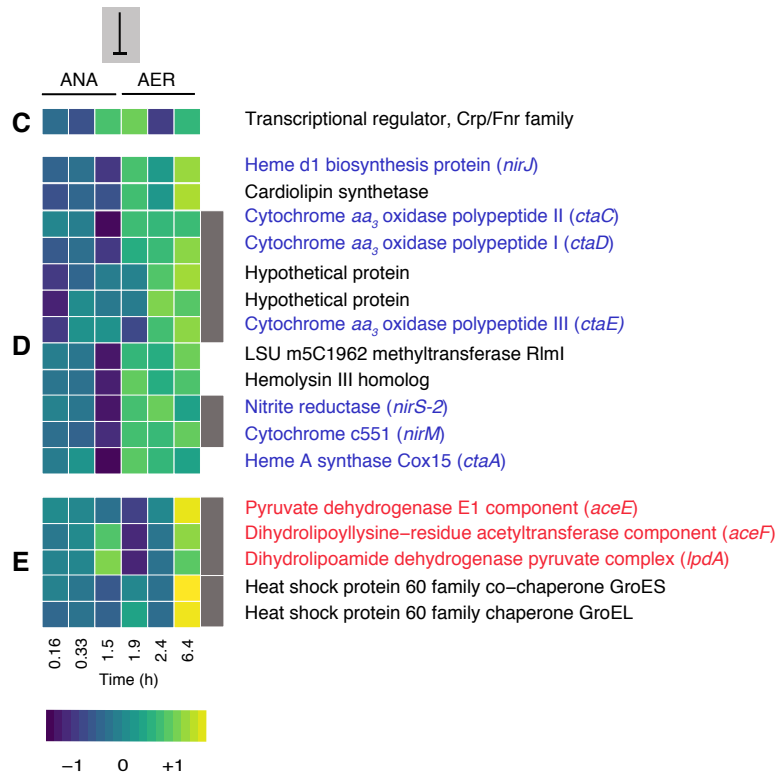 ANA AER
C Transcriptional regulator, Crp/Fnr family
Heme d1 biosynthesis protein (nirJ)
Cardiolipin synthetase
Cytochrome aa3 oxidase polypeptide II (ctaC)
Cytochrome aa3 oxidase polypeptide I (ctaD)
Hypothetical protein
Hypothetical protein
Cytochrome aa3 oxidase polypeptide III (ctaE)
D
LSU m5C1962 methyltransferase RlmI
Hemolysin III homolog
Nitrite reductase (nirS-2)
Cytochrome c551 (nirM)
Heme A synthase Cox15 (ctaA)
Pyruvate dehydrogenase E1 component (aceE)
Dihydrolipoyllysine−residue acetyltransferase component (aceF)
E Dihydrolipoamide dehydrogenase pyruvate complex (lpdA)
Heat shock protein 60 family co−chaperone GroES
Heat shock protein 60 family chaperone GroEL
0.16 0.33 1.5 1.9 2.4 6.4
Time (h)
−1 0 +1